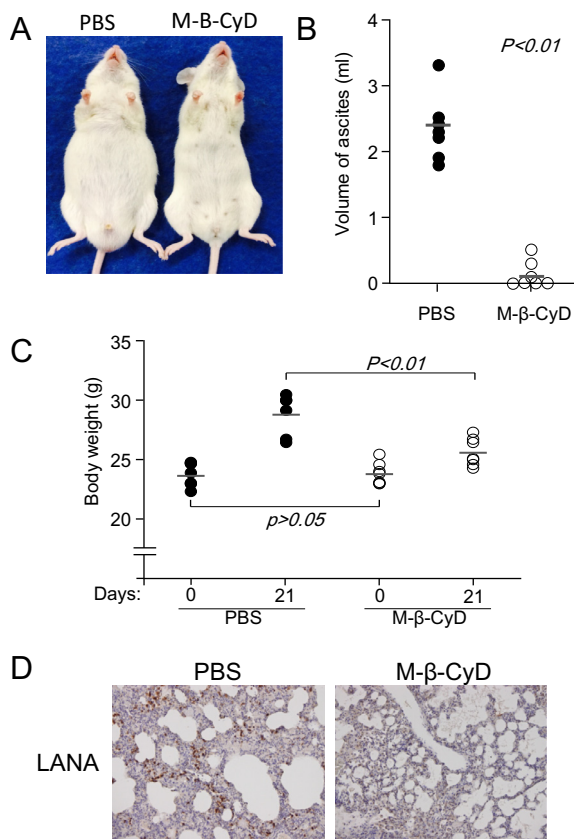 A
PBS M-B-CyD
B
P<0.01
Volume of ascites (ml)
4
3
2
1
0
PBS M-β-CyD
C
Body weight (g)
35
30
25
20
P<0.01
p>0.05
Days: 0 21 0 21
PBS M-β-CyD
D
PBS M-β-CyD
LANA